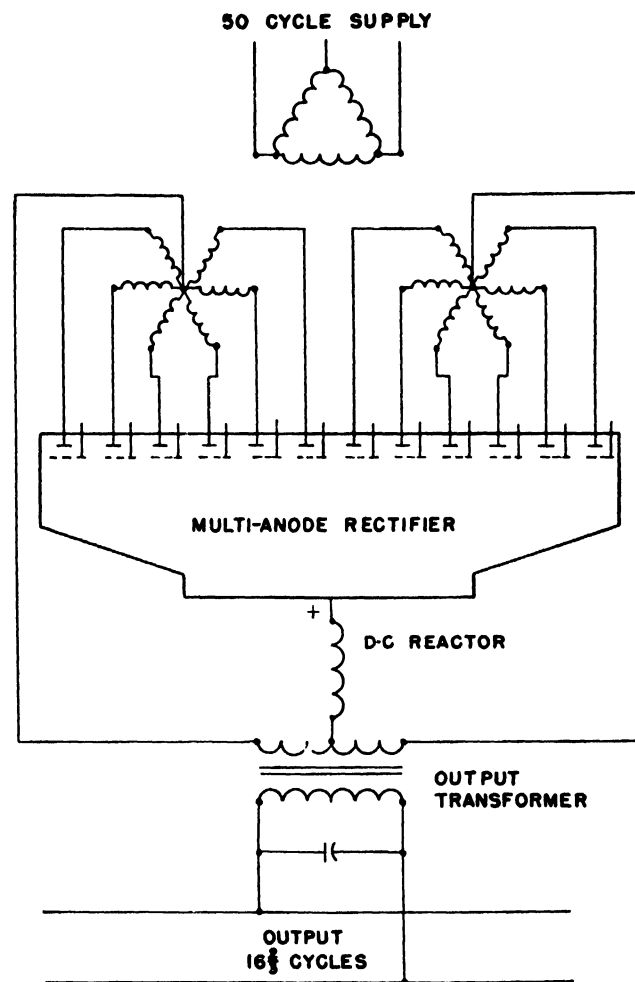 50 CYCLE SUPPLY
MULTI-ANODE RECTIFIER
+
D-C REACTOR
OUTPUT
TRANSFORMER
OUTPUT
16⅔ CYCLES